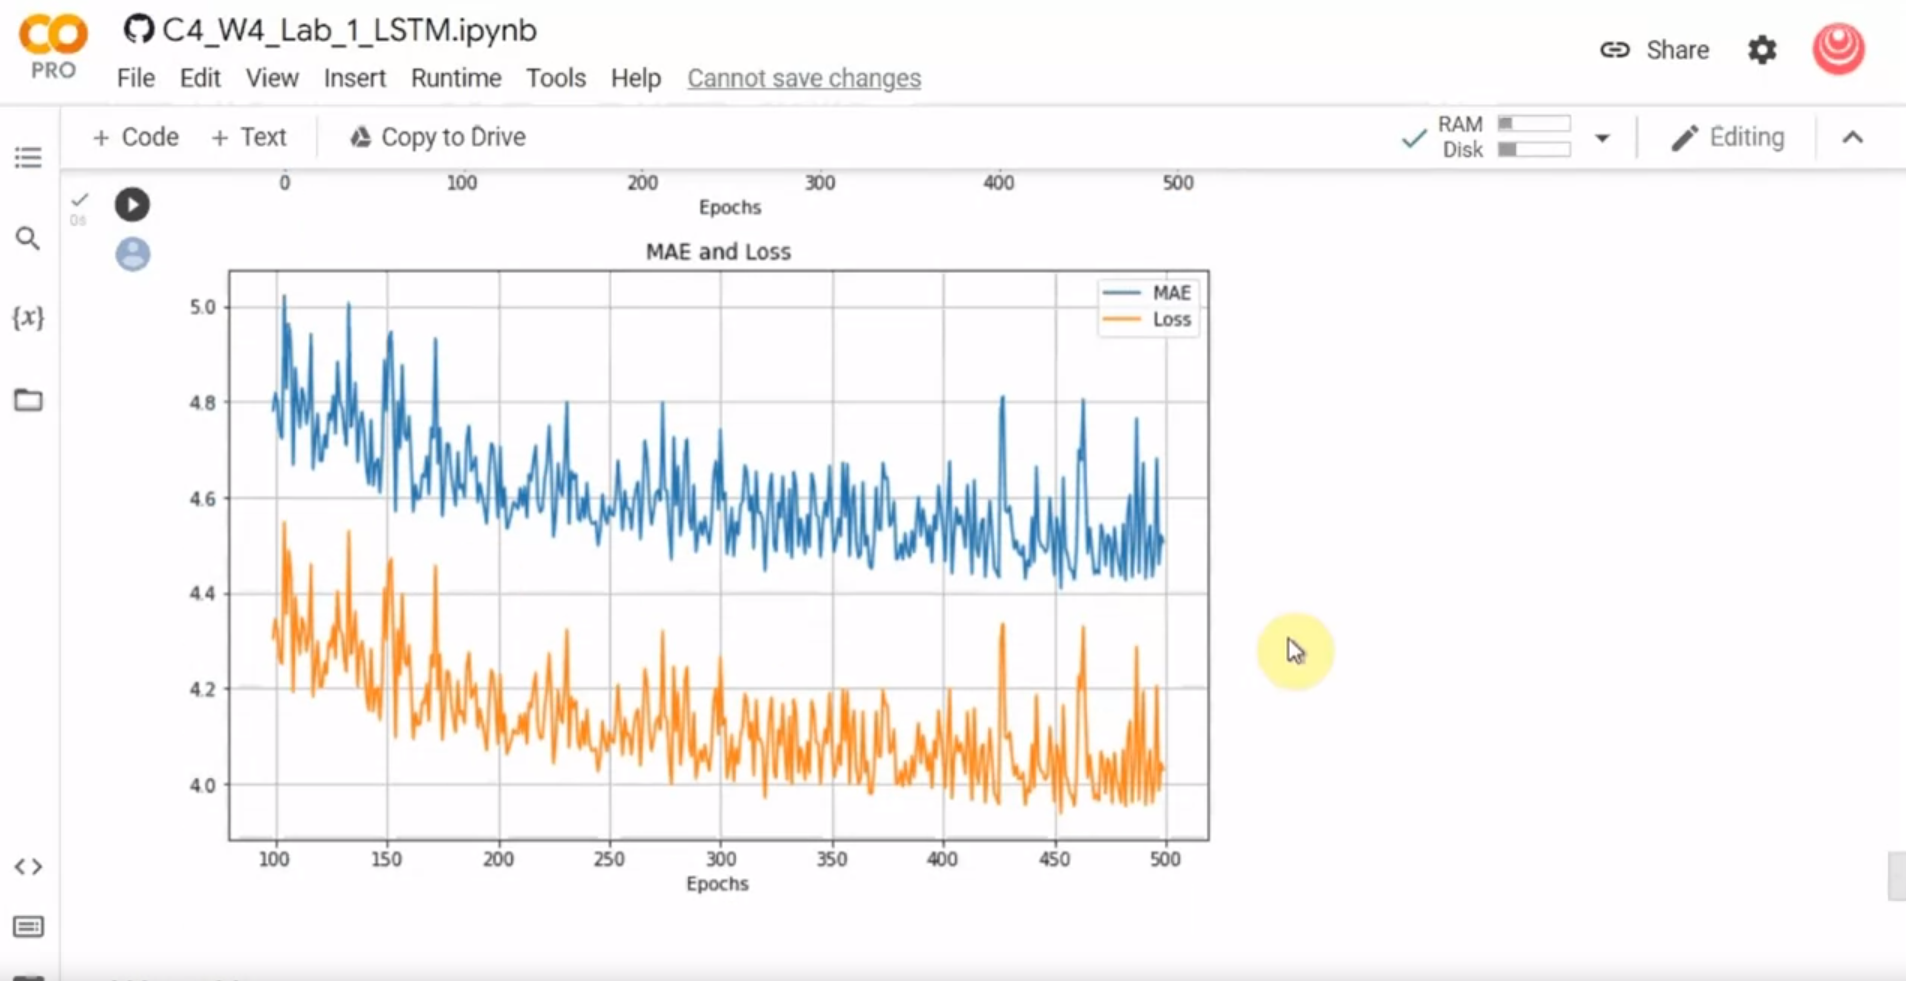 C4_W4_Lab_1_LSTM.ipynb
PRO
File Edit View Insert Runtime Tools Help Cannot save changes
Share
+ Code + Text Copy to Drive
RAM
Disk
Editing
0 100 200 300 400 500
Epochs
0s
{x}
MAE and Loss
MAE
Loss
5.0
4.8
4.6
4.4
4.2
4.0
100 150 200 250 300 350 400 450 500
Epochs
<>